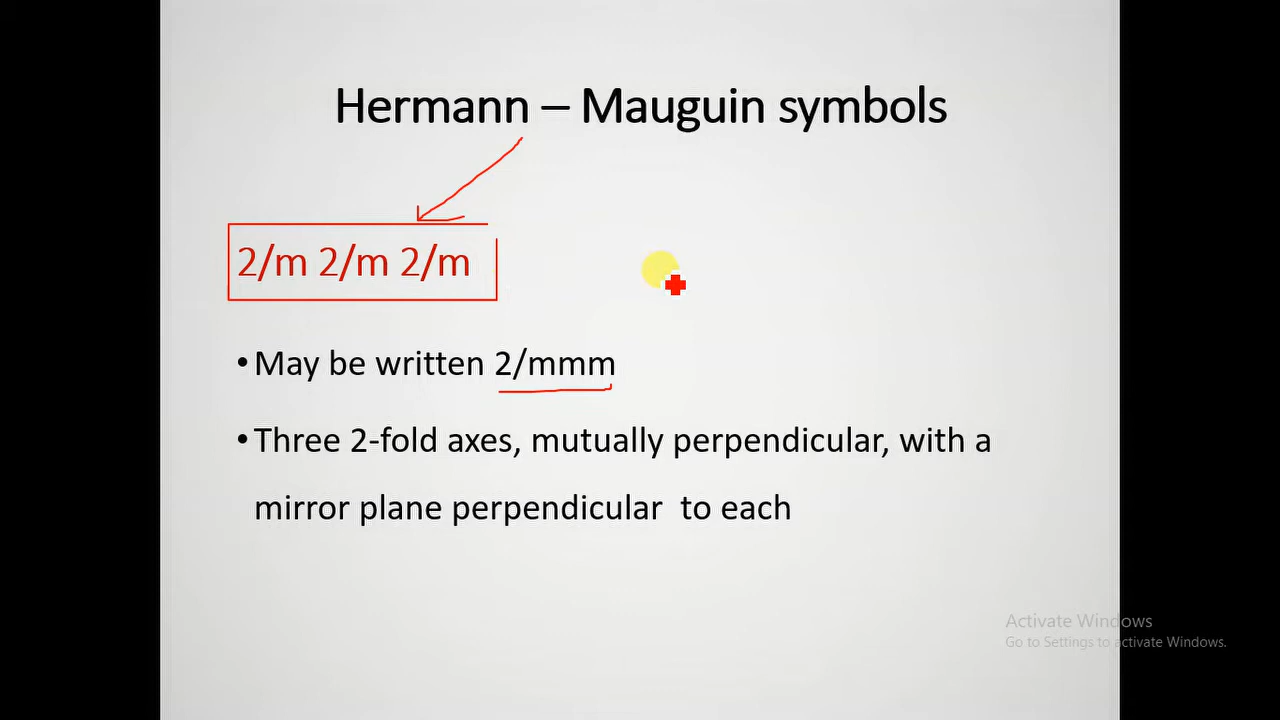 Hermann – Mauguin symbols
2/m 2/m 2/m
• May be written 2/mmm
• Three 2-fold axes, mutually perpendicular, with a
mirror plane perpendicular to each
Activate Windows
Go to Settings to activate Windows.